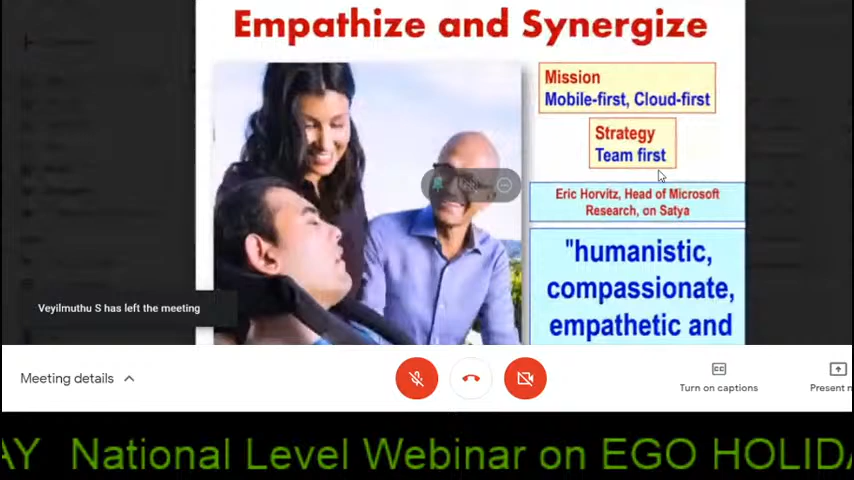 Empathize and Synergize
Mission
Mobile-first, Cloud-first
Strategy
Team first
Eric Horvitz, Head of Microsoft
Research, on Satya
"humanistic,
compassionate,
empathetic and
Veyilmuthu S has left the meeting
Meeting details
Turn on captions
Present
AY National Level Webinar on EGO HOLIDA